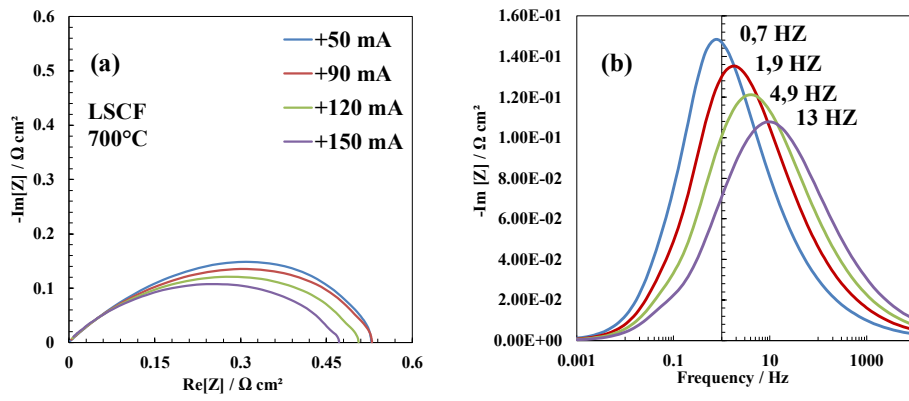 0.6
0.5
0.4
0.3
0.2
0.1
0
-Im[Z] / Ω cm²
(a)
LSCF
700°C
+50 mA
+90 mA
+120 mA
+150 mA
0
0.15
0.3
0.45
0.6
Re[Z] / Ω cm²
1.60E-01
1.40E-01
1.20E-01
1.00E-01
8.00E-02
6.00E-02
4.00E-02
2.00E-02
0.00E+00
-Im [Z] / Ω cm²
(b)
0,7 HZ
1,9 HZ
4,9 HZ
13 HZ
0.001
0.1
10
1000
Frequency / Hz